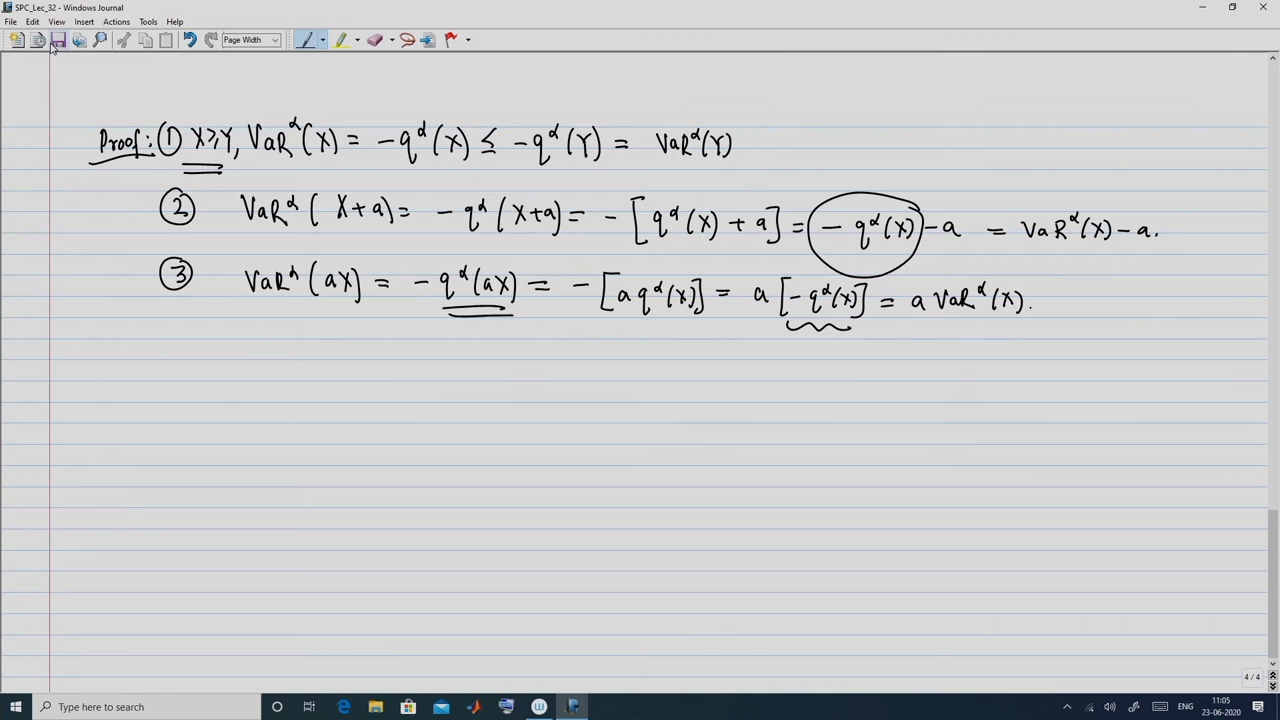 SPC_Lec_32 - Windows Journal
File Edit View Insert Actions Tools Help
Page Width
Proof: ① X ≥ Y, VaR^α(X) = -q^α(X) ≤ -q^α(Y) = VaR^α(Y)
② VaR^α(X+a) = -q^α(X+a) = -[q^α(X) + a] = -q^α(X) - a = VaR^α(X) - a.
③ VaR^α(aX) = -q^α(aX) = -[a q^α(X)] = a[-q^α(X)] = a VaR^α(X).
4 / 4
Type here to search
ENG
11:05
23-06-2020